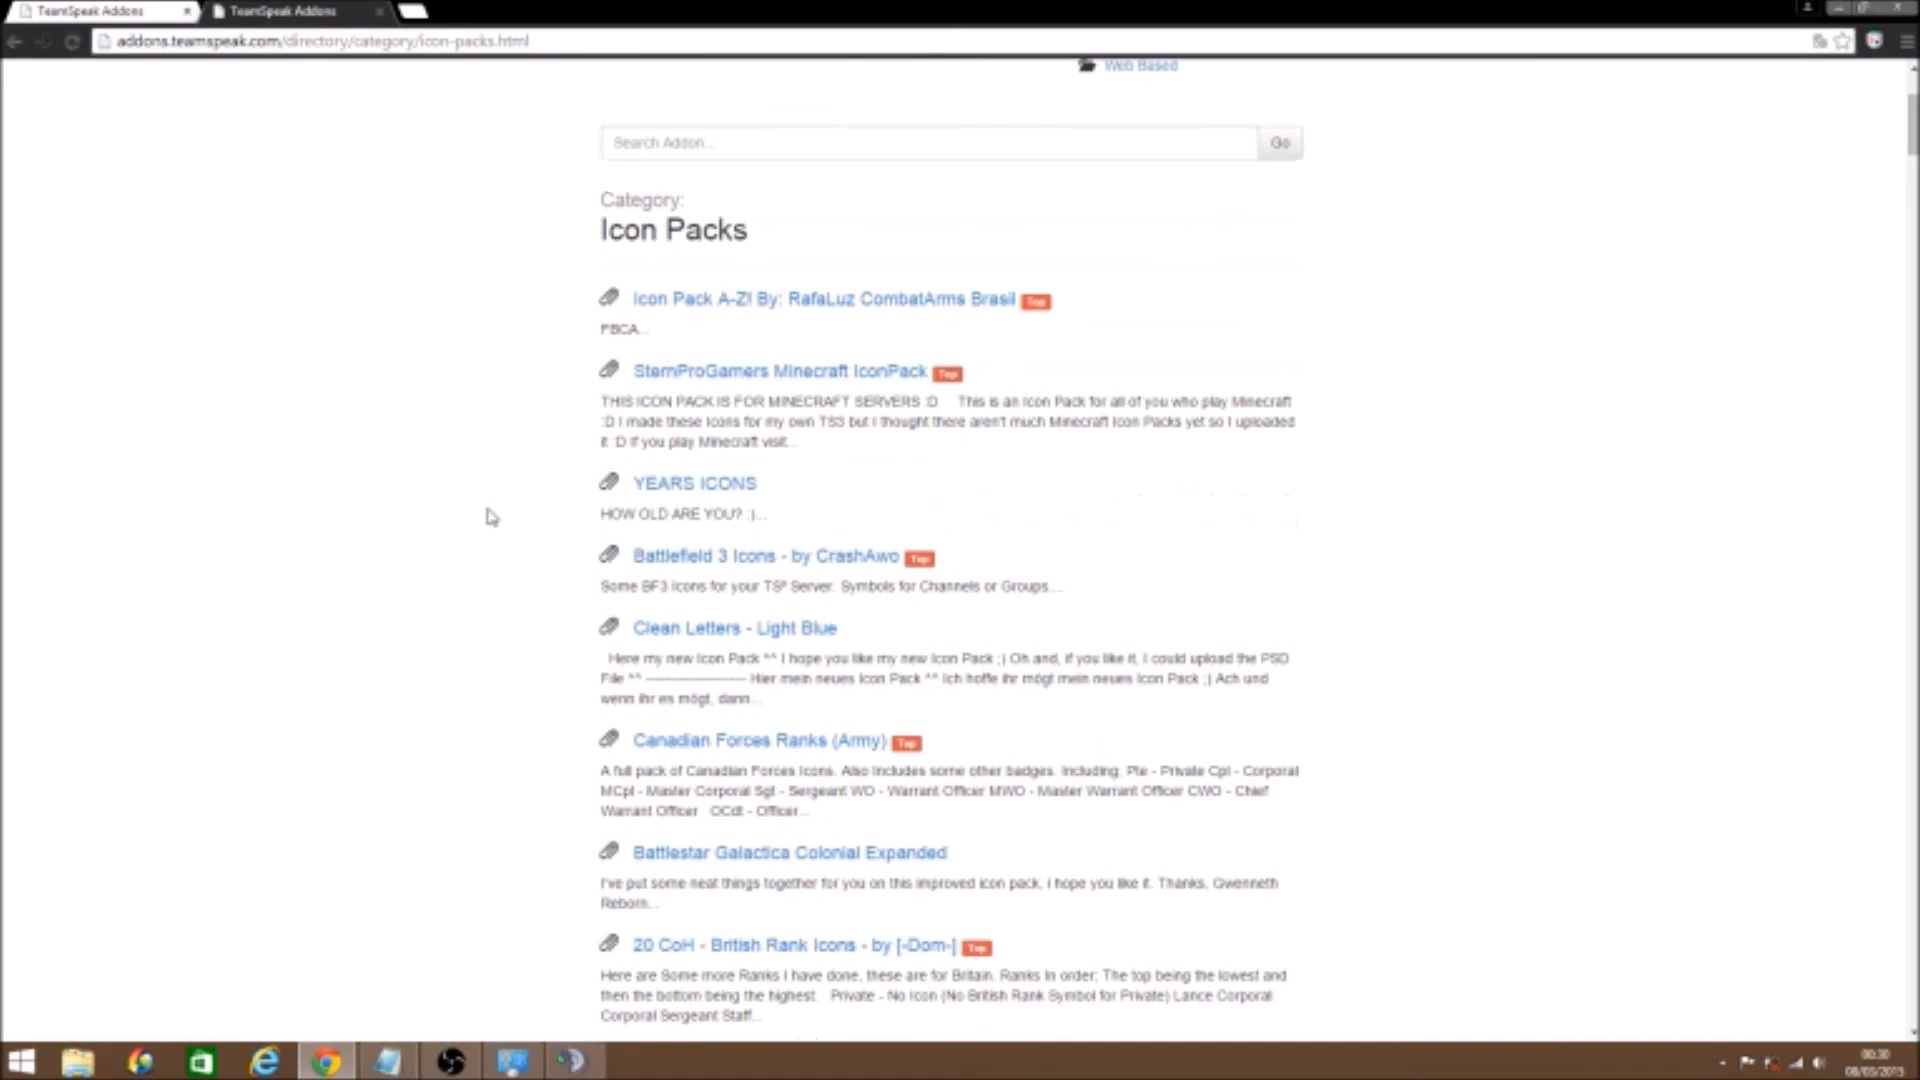 TeamSpeak Addons
TeamSpeak Addons
addons.teamspeak.com/directory/category/icon-packs.html
Web Based
Search Addon...
Go
Category:
Icon Packs
Icon Pack A-Z! By: RafaLuz CombatArms Brasil Top
FBCA...
SternProGamers Minecraft IconPack Top
THIS ICON PACK IS FOR MINECRAFT SERVERS :D This is an Icon Pack for all of you who play Minecraft
:D I made these Icons for my own TS3 but I thought there aren't much Minecraft Icon Packs yet so I uploaded
it :D If you play Minecraft visit...
YEARS ICONS
HOW OLD ARE YOU? :)...
Battlefield 3 Icons - by CrashAwo Top
Some BF3 Icons for your TS³ Server. Symbols for Channels or Groups....
Clean Letters - Light Blue
Here my new Icon Pack ^^ I hope you like my new Icon Pack ;) Oh and, if you like it, I could upload the PSD
File ^^ --------------------- Hier mein neues Icon Pack ^^ Ich hoffe ihr mögt mein neues Icon Pack ;) Ach und
wenn ihr es mögt, dann...
Canadian Forces Ranks (Army) Top
A full pack of Canadian Forces Icons. Also includes some other badges. Including; Pte - Private Cpl - Corporal
MCpl - Master Corporal Sgt - Sergeant WO - Warrant Officer MWO - Master Warrant Officer CWO - Chief
Warrant Officer OCdt - Officer...
Battlestar Galactica Colonial Expanded
I've put some neat things together for you on this improved icon pack, i hope you like it. Thanks, Gwenneth
Reborn...
20 CoH - British Rank Icons - by [-Dom-] Top
Here are Some more Ranks I have done, these are for Britain. Ranks In order; The top being the lowest and
then the bottom being the highest. Private - No Icon (No British Rank Symbol for Private) Lance Corporal
Corporal Sergeant Staff...
00:30
08/03/2015